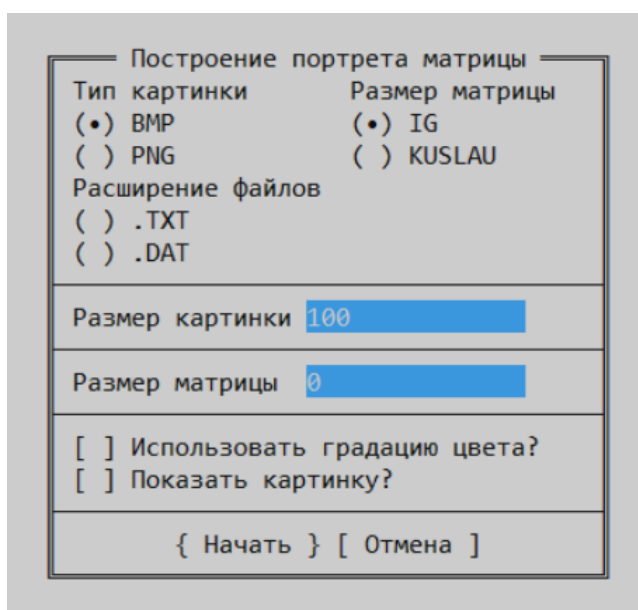 Построение портрета матрицы
Тип картинки Размер матрицы
(•) BMP (•) IG
( ) PNG ( ) KUSLAU
Расширение файлов
( ) .TXT
( ) .DAT
Размер картинки 100
Размер матрицы 0
[ ] Использовать градацию цвета?
[ ] Показать картинку?
{ Начать } [ Отмена ]